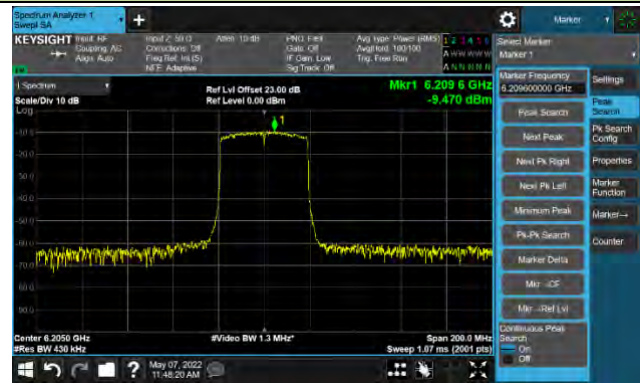 Spectrum Analyzer 1
Swept SA
Marker
KEYSIGHT Input: RF
Coupling: AC
Align: Auto
Input Z: 50 Ω
Corrections: Off
Freq Ref: Int (S)
NFE: Adaptive
Atten: 10 dB
PNO: Fast
Gate: Off
IF Gain: Low
Sig Track: Off
Avg Type: Power (RMS)
Avg|Hold: 100/100
Trig: Free Run
1 2 3 4 5 6
A W W W W W
A N N N N N
Select Marker
Marker 1
1 Spectrum
Scale/Div 10 dB
Log
Ref Lvl Offset 23.00 dB
Ref Level 0.00 dBm
Mkr1 6.209 6 GHz
-9.470 dBm
1
-10.0
-30.0
-40.0
-50.0
-60.0
-70.0
-80.0
-90.0
Center 6.2050 GHz
#Res BW 430 kHz
#Video BW 1.3 MHz*
Span 200.0 MHz
Sweep 1.07 ms (2001 pts)
Marker Frequency
6.209600000 GHz
Peak Search
Next Peak
Next Pk Right
Next Pk Left
Minimum Peak
Pk-Pk Search
Marker Delta
Mkr→CF
Mkr→Ref Lvl
Continuous Peak
Search
On
Off
Settings
Peak
Search
Pk Search
Config
Properties
Marker
Function
Marker→
Counter
May 07, 2022
11:48:20 AM